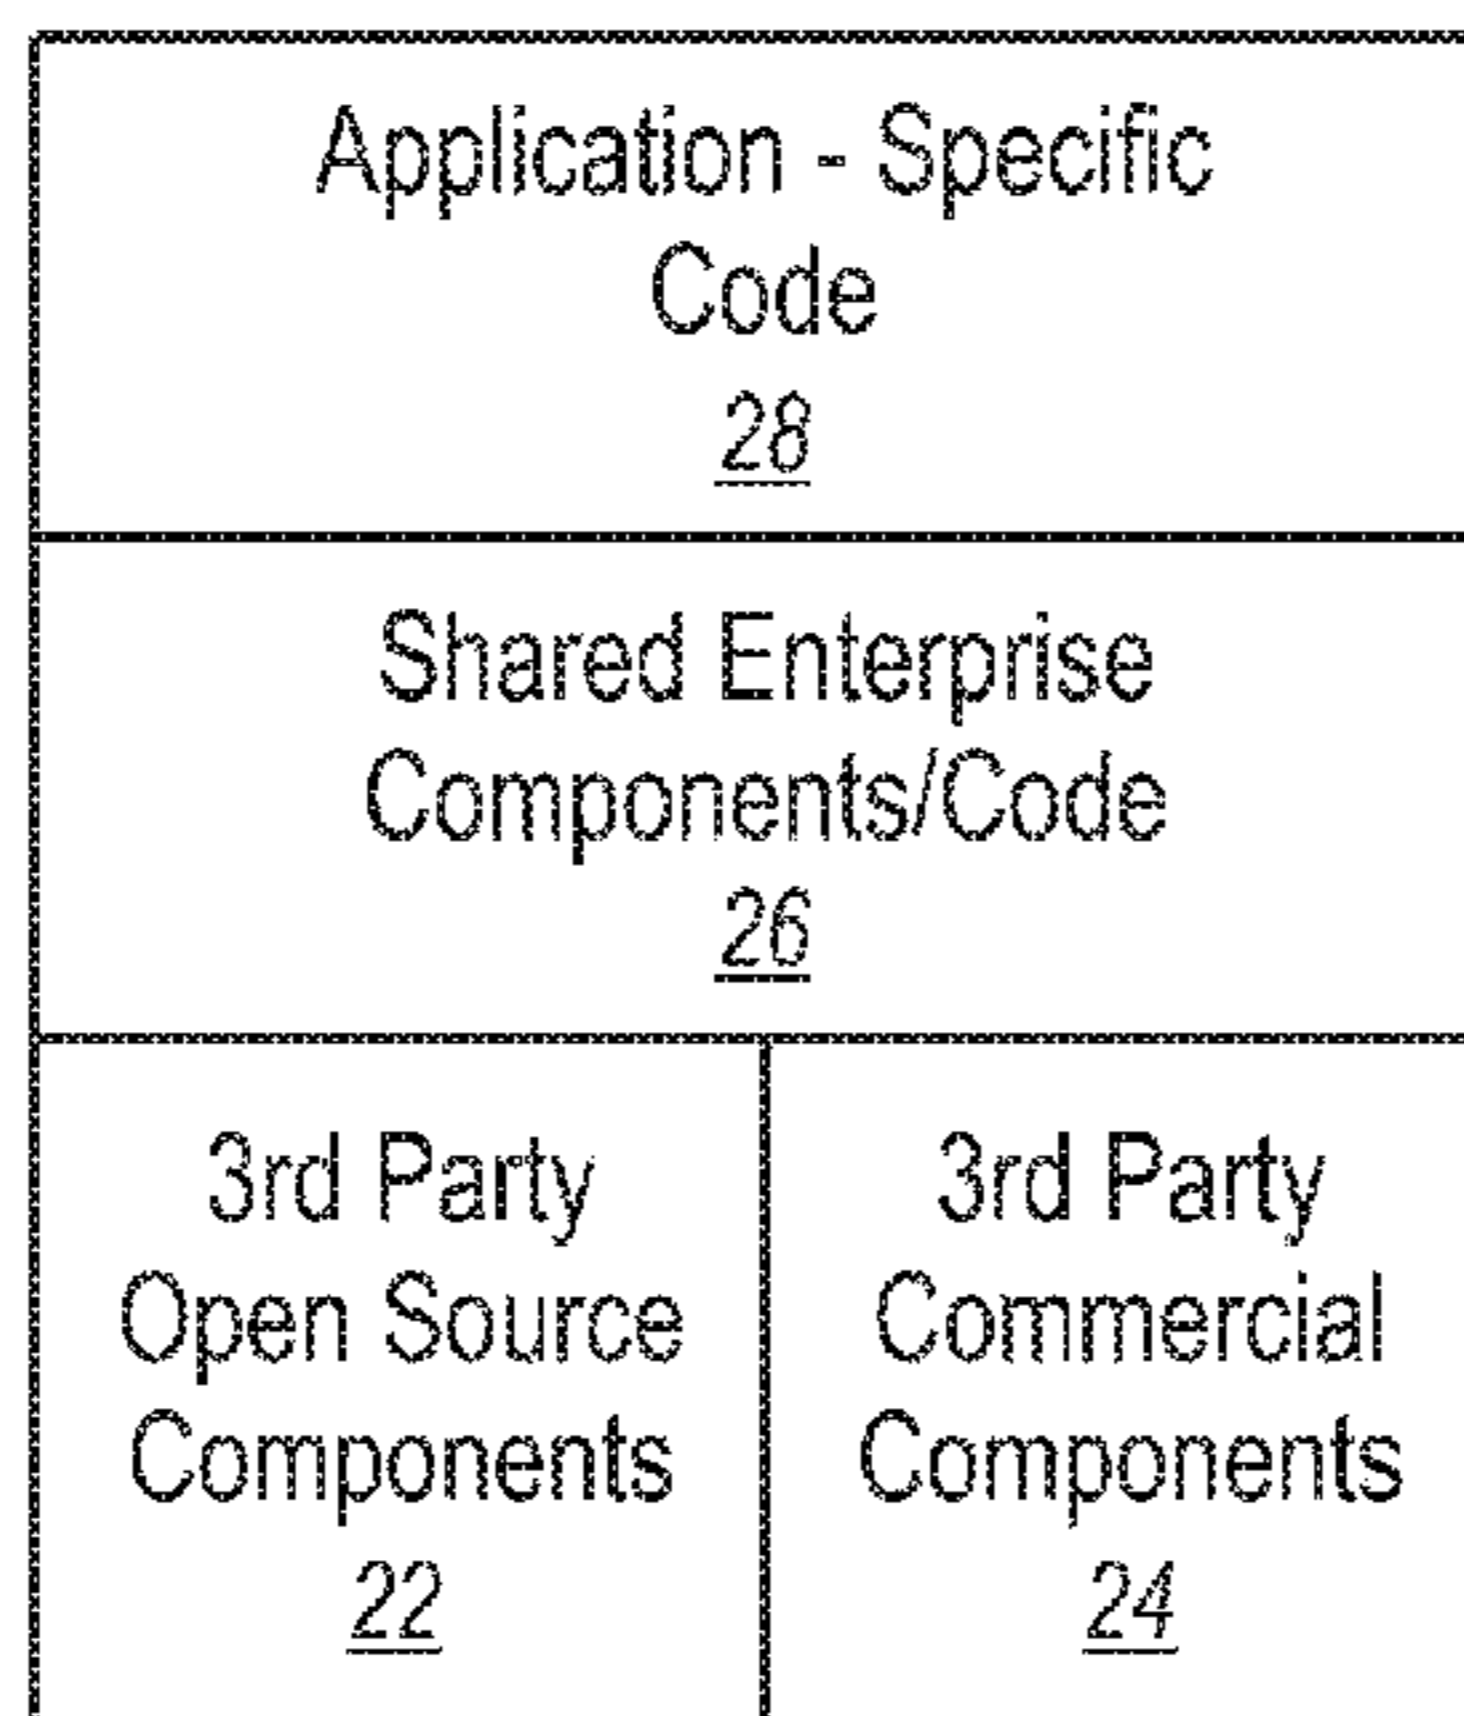 Application - Specific
Code
28
Shared Enterprise
Components/Code
26
3rd Party
Open Source
Components
22
3rd Party
Commercial
Components
24